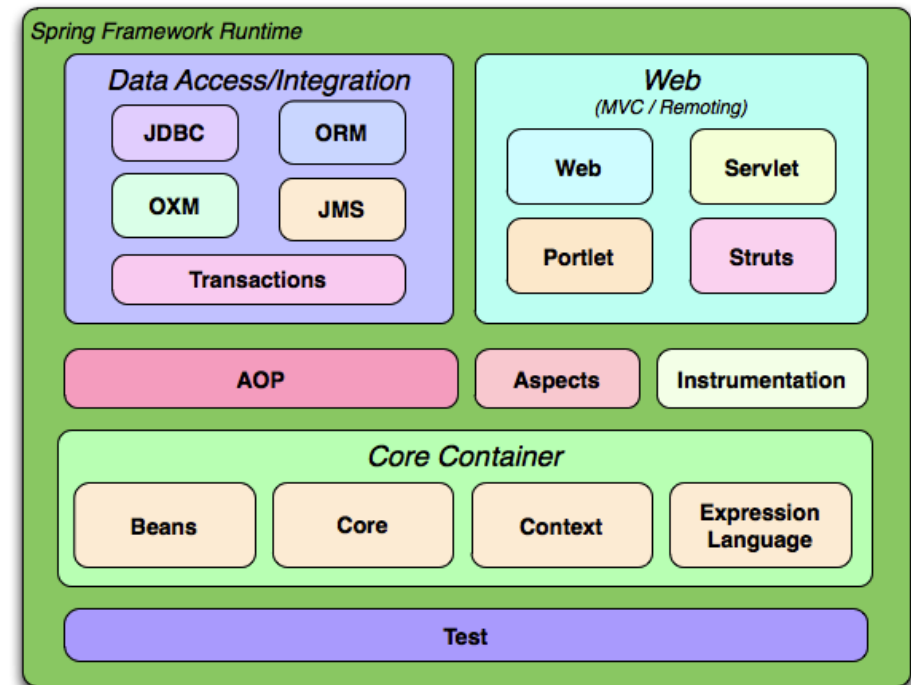 Spring Framework Runtime
Data Access/Integration
JDBC
ORM
OXM
JMS
Transactions
Web
(MVC / Remoting)
Web
Servlet
Portlet
Struts
AOP
Aspects
Instrumentation
Core Container
Beans
Core
Context
Expression
Language
Test